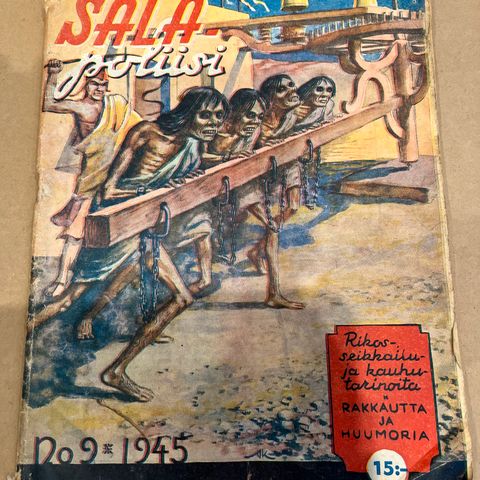 SALA-
poliisi
Rikos-,
seikkailu-
ja kauhu-
tarinoita
RAKKAUTTA
JA
HUUMORIA
No 9 * 1945
15:-